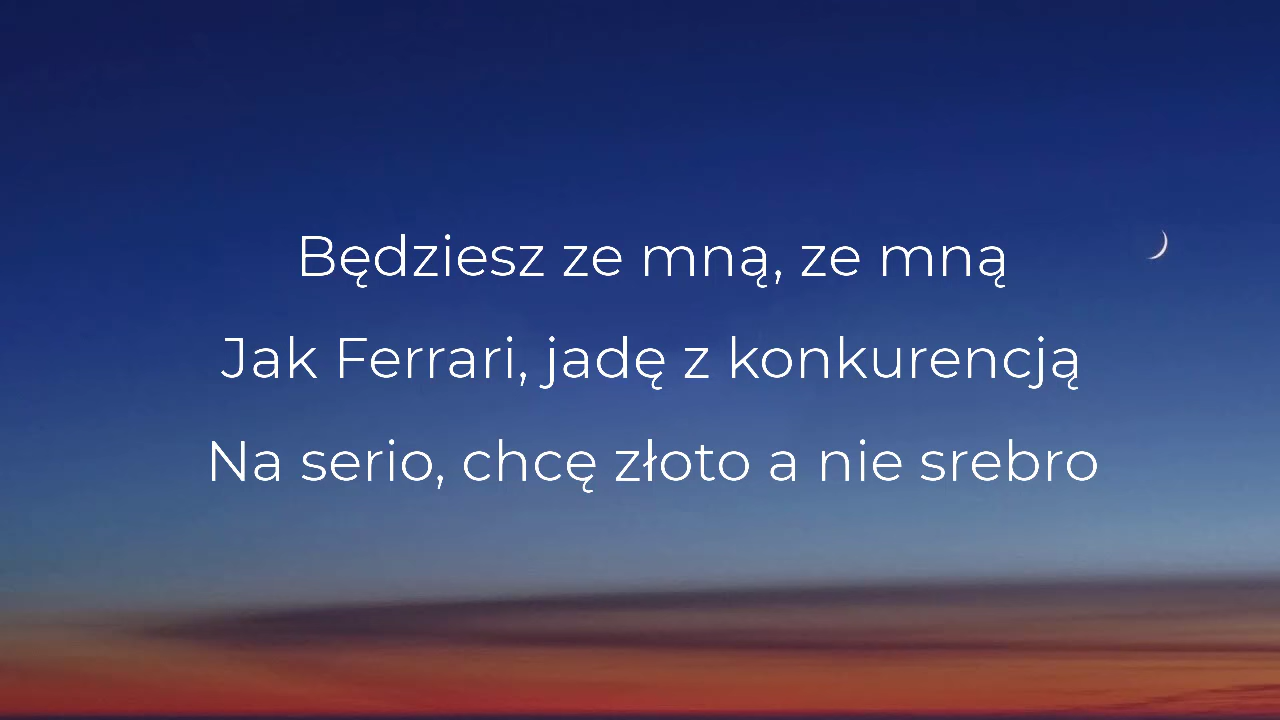 Będziesz ze mną, ze mną
Jak Ferrari, jadę z konkurencją
Na serio, chcę złoto a nie srebro